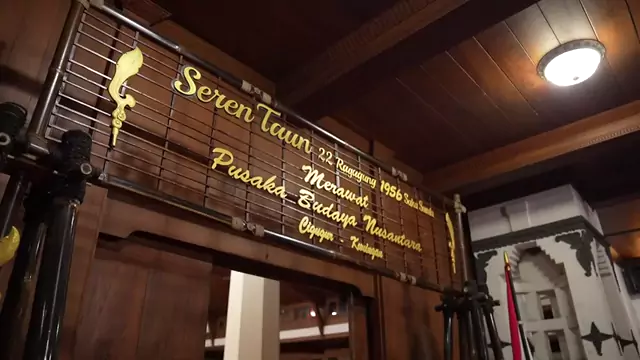 Seren Taun
22 Rayagung 1956 Saka Sunda
Merawat
Pusaka Budaya Nusantara
Cigugur - Kuningan